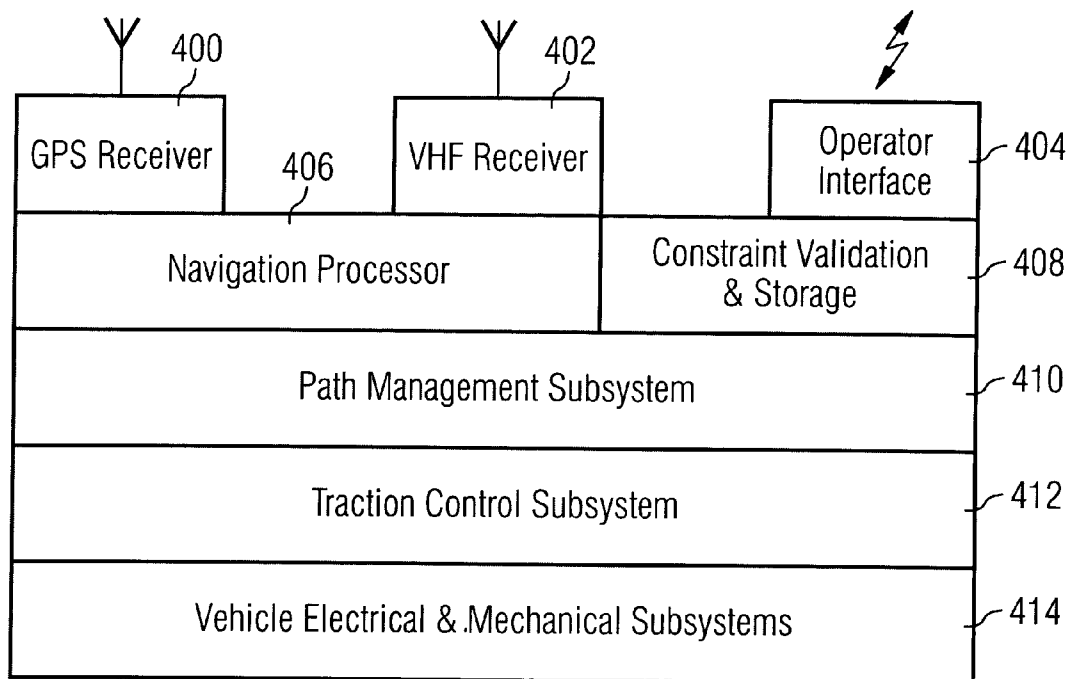 400
402
GPS Receiver
406
VHF Receiver
Operator
Interface
404
Navigation Processor
Constraint Validation
& Storage
408
Path Management Subsystem
410
Traction Control Subsystem
412
Vehicle Electrical & Mechanical Subsystems
414